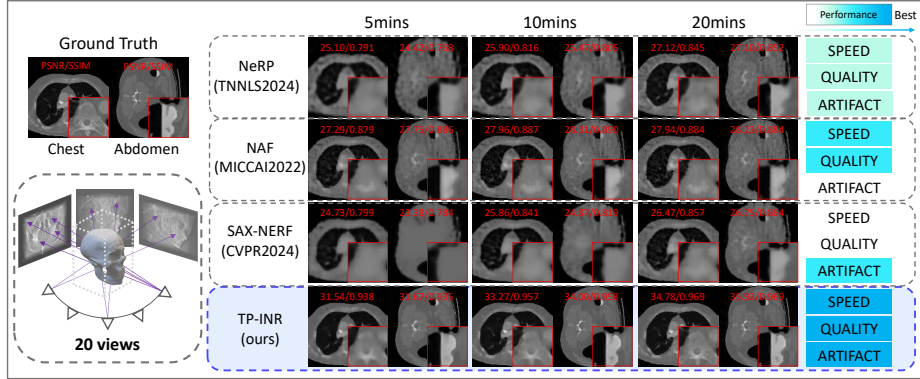 5mins 10mins 20mins
Performance Best
Ground Truth
PSNR/SSIM
Chest Abdomen
20 views
NeRP
(TNNLS2024)
25.10/0.791 25.90/0.816 27.12/0.845
SPEED
QUALITY
ARTIFACT
NAF
(MICCAI2022)
27.29/0.879 27.96/0.887 27.94/0.884
SPEED
QUALITY
ARTIFACT
SAX-NERF
(CVPR2024)
24.73/0.799 25.86/0.841 26.47/0.857
SPEED
QUALITY
ARTIFACT
TP-INR
(ours)
31.54/0.938 33.27/0.957 34.78/0.969
SPEED
QUALITY
ARTIFACT